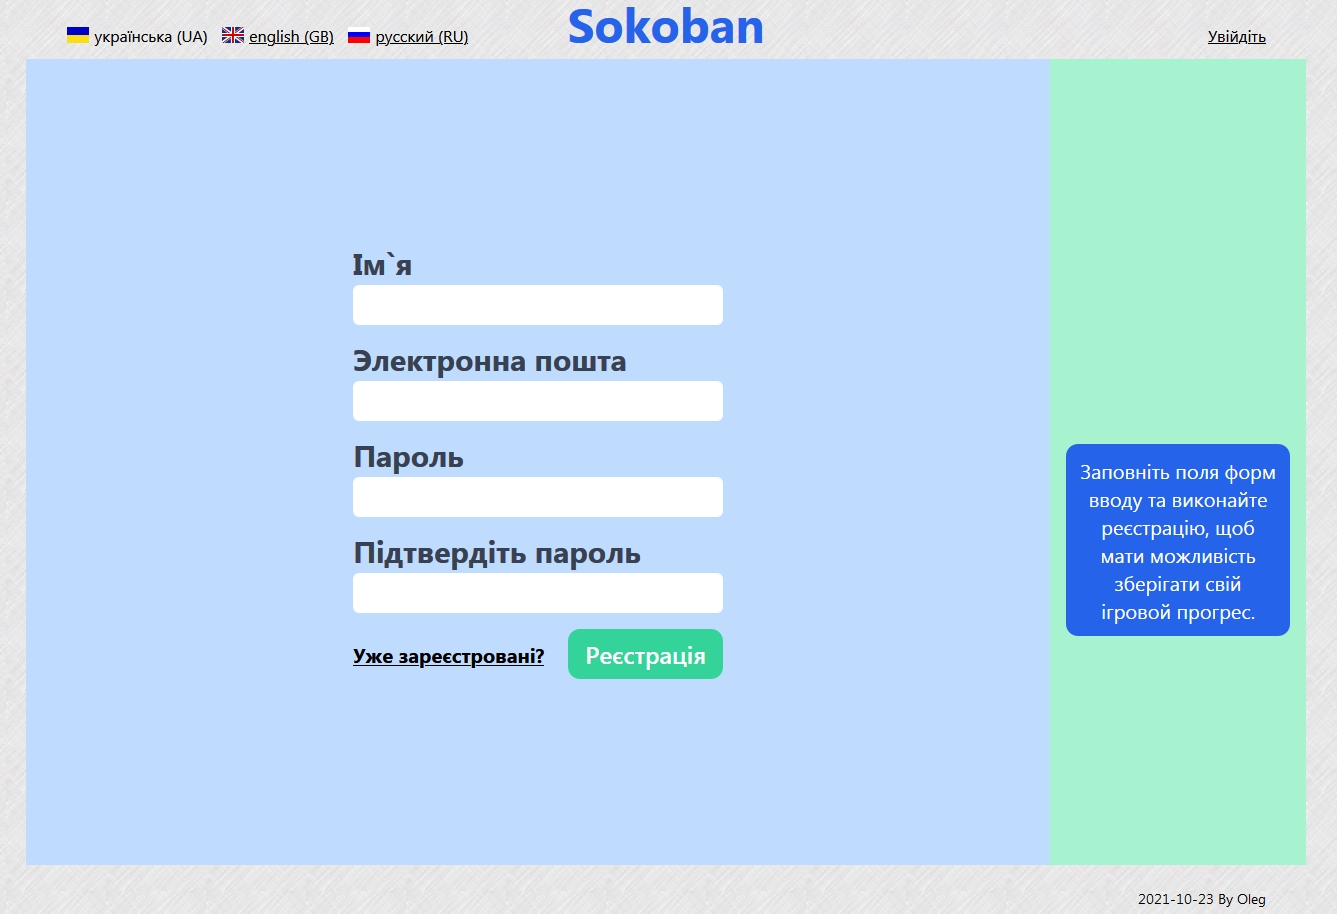 Sokoban
українська (UA) english (GB) русский (RU)
Увійдіть
Ім`я
Электронна пошта
Пароль
Підтвердіть пароль
Уже зареєстровані? Реєстрація
Заповніть поля форм
вводу та виконайте
реєстрацію, щоб
мати можливість
зберігати свій
ігровой прогрес.
2021-10-23 By Oleg